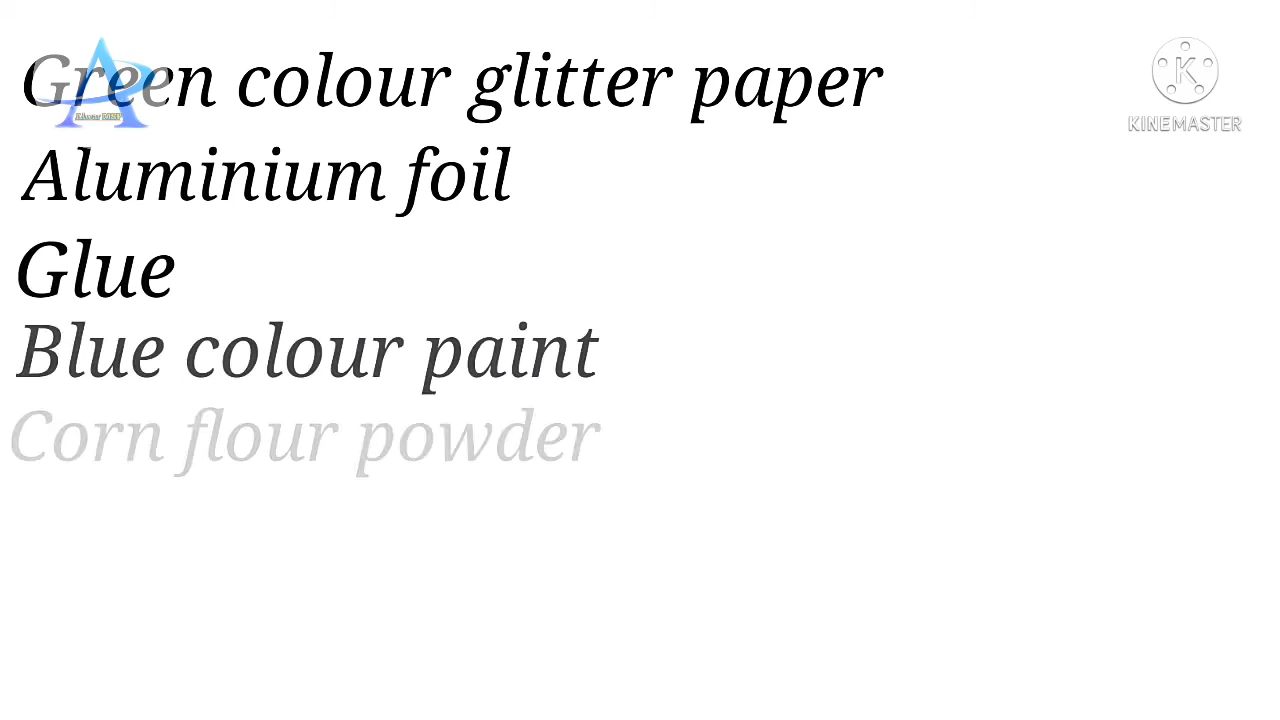 Green colour glitter paper
Aluminium foil
Glue
Blue colour paint
Corn flour powder
KINEMASTER